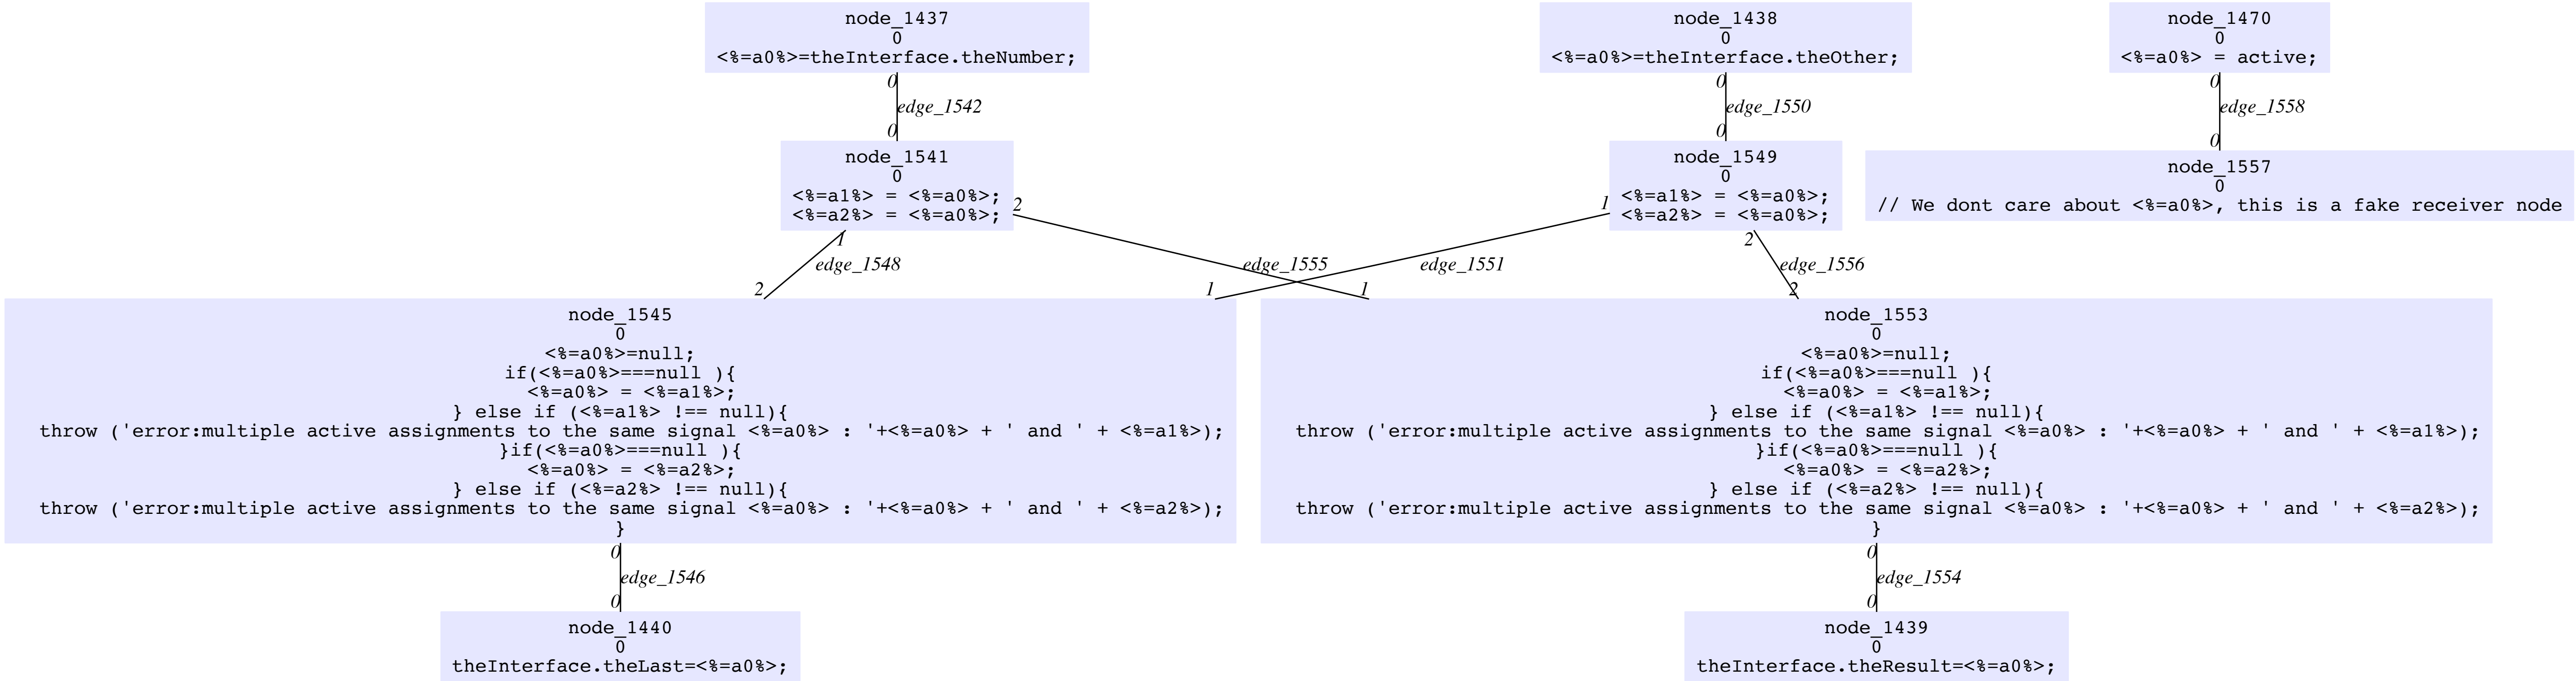 node_1437
0
<%=a0%>=theInterface.theNumber;
node_1438
0
<%=a0%>=theInterface.theOther;
node_1470
0
<%=a0%> = active;
0
edge_1542
0
0
edge_1550
0
0
edge_1558
0
node_1541
0
<%=a1%> = <%=a0%>;
<%=a2%> = <%=a0%>;
node_1549
0
<%=a1%> = <%=a0%>;
<%=a2%> = <%=a0%>;
node_1557
0
// We dont care about <%=a0%>, this is a fake receiver node
1
edge_1548
2
2
edge_1555
1
1
edge_1551
1
2
edge_1556
2
node_1545
0
<%=a0%>=null;
if(<%=a0%>===null ){
<%=a0%> = <%=a1%>;
} else if (<%=a1%> !== null){
throw ('error:multiple active assignments to the same signal <%=a0%> : '+<%=a0%> + ' and ' + <%=a1%>);
}if(<%=a0%>===null ){
<%=a0%> = <%=a2%>;
} else if (<%=a2%> !== null){
throw ('error:multiple active assignments to the same signal <%=a0%> : '+<%=a0%> + ' and ' + <%=a2%>);
}
node_1553
0
<%=a0%>=null;
if(<%=a0%>===null ){
<%=a0%> = <%=a1%>;
} else if (<%=a1%> !== null){
throw ('error:multiple active assignments to the same signal <%=a0%> : '+<%=a0%> + ' and ' + <%=a1%>);
}if(<%=a0%>===null ){
<%=a0%> = <%=a2%>;
} else if (<%=a2%> !== null){
throw ('error:multiple active assignments to the same signal <%=a0%> : '+<%=a0%> + ' and ' + <%=a2%>);
}
0
edge_1546
0
0
edge_1554
0
node_1440
0
theInterface.theLast=<%=a0%>;
node_1439
0
theInterface.theResult=<%=a0%>;